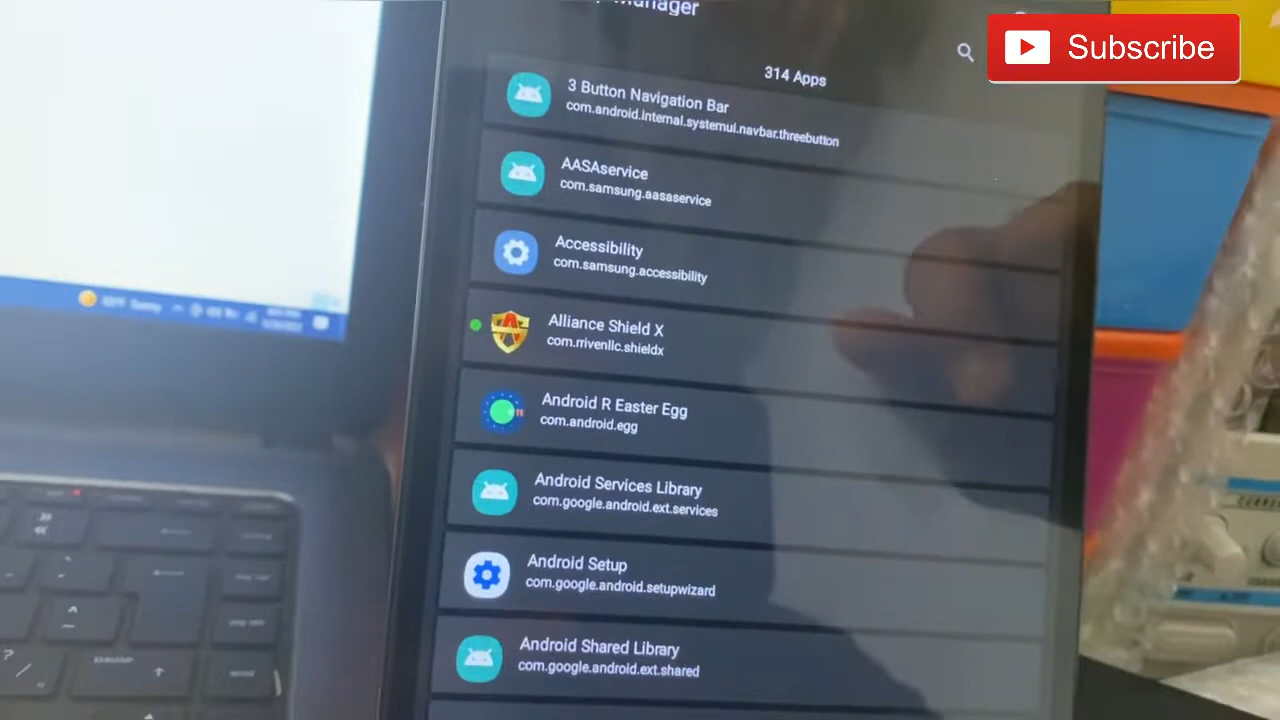 Manager
Subscribe
314 Apps
3 Button Navigation Bar
com.android.internal.systemui.navbar.threebutton
AASAservice
com.samsung.aasaservice
Accessibility
com.samsung.accessibility
Alliance Shield X
com.rrivenllc.shieldx
Android R Easter Egg
com.android.egg
Android Services Library
com.google.android.ext.services
Android Setup
com.google.android.setupwizard
Android Shared Library
com.google.android.ext.shared
Sunny